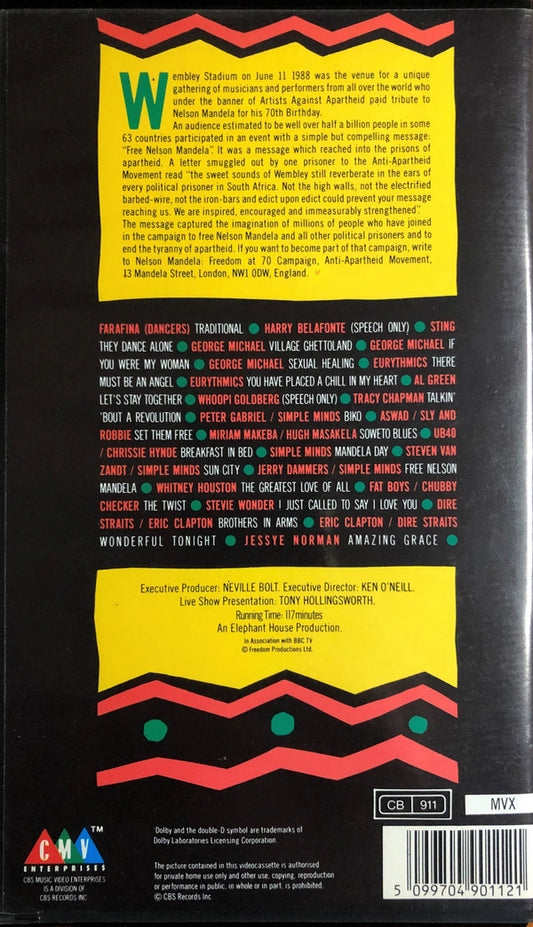 Wembley Stadium on June 11 1988 was the venue for a unique
gathering of musicians and performers from all over the world who
under the banner of Artists Against Apartheid paid tribute to
Nelson Mandela for his 70th Birthday.
An audience estimated to be well over half a billion people in some
63 countries participated in an event with a simple but compelling message:
"Free Nelson Mandela". It was a message which reached into the prisons of
apartheid. A letter smuggled out by one prisoner to the Anti-Apartheid
Movement read "the sweet sounds of Wembley still reverberate in the ears of
every political prisoner in South Africa. Not the high walls, not the electrified
barbed-wire, not the iron-bars and edict upon edict could prevent your message
reaching us. We are inspired, encouraged and immeasurably strengthened".
The message captured the imagination of millions of people who have joined
in the campaign to free Nelson Mandela and all other political prisoners and to
end the tyranny of apartheid. If you want to become part of that campaign, write
to Nelson Mandela: Freedom at 70 Campaign, Anti-Apartheid Movement,
13 Mandela Street, London, NW1 0DW, England.
FARAFINA (DANCERS) TRADITIONAL ● HARRY BELAFONTE (SPEECH ONLY) ● STING
THEY DANCE ALONE ● GEORGE MICHAEL VILLAGE GHETTOLAND ● GEORGE MICHAEL IF
YOU WERE MY WOMAN ● GEORGE MICHAEL SEXUAL HEALING ● EURYTHMICS THERE
MUST BE AN ANGEL ● EURYTHMICS YOU HAVE PLACED A CHILL IN MY HEART ● AL GREEN
LET'S STAY TOGETHER ● WHOOPI GOLDBERG (SPEECH ONLY) ● TRACY CHAPMAN TALKIN'
'BOUT A REVOLUTION ● PETER GABRIEL / SIMPLE MINDS BIKO ● ASWAD / SLY AND
ROBBIE SET THEM FREE ● MIRIAM MAKEBA / HUGH MASAKELA SOWETO BLUES ● UB40
/ CHRISSIE HYNDE BREAKFAST IN BED ● SIMPLE MINDS MANDELA DAY ● STEVEN VAN
ZANDT / SIMPLE MINDS SUN CITY ● JERRY DAMMERS / SIMPLE MINDS FREE NELSON
MANDELA ● WHITNEY HOUSTON THE GREATEST LOVE OF ALL ● FAT BOYS / CHUBBY
CHECKER THE TWIST ● STEVIE WONDER I JUST CALLED TO SAY I LOVE YOU ● DIRE
STRAITS / ERIC CLAPTON BROTHERS IN ARMS ● ERIC CLAPTON / DIRE STRAITS
WONDERFUL TONIGHT ● JESSYE NORMAN AMAZING GRACE ●
Executive Producer: NEVILLE BOLT. Executive Director: KEN O'NEILL.
Live Show Presentation: TONY HOLLINGSWORTH.
Running Time: 117minutes
An Elephant House Production.
in Association with BBC TV
© Freedom Productions Ltd.
CB 911
MVX
CMV™
ENTERPRISES
CBS MUSIC VIDEO ENTERPRISES
IS A DIVISION OF
CBS RECORDS INC
'Dolby and the double-D symbol are trademarks of
Dolby Laboratories Licensing Corporation.
The picture contained in this videocassette is authorised
for private home use only and other use, copying, reproduction
or performance in public, in whole or in part, is prohibited.
© CBS Records Inc.
5 099704 901121